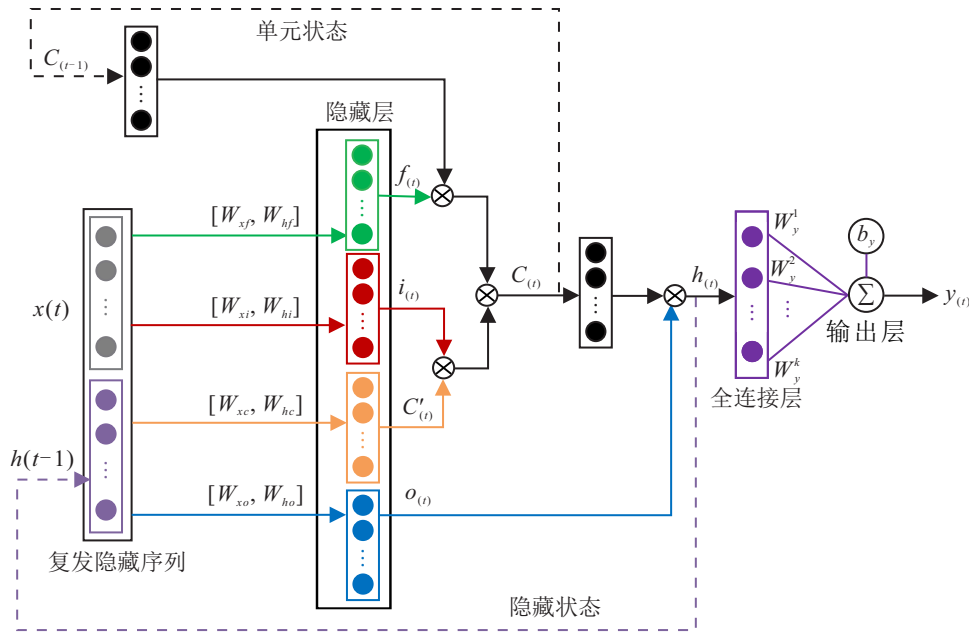 单元状态
C(t−1)
隐藏层
f(t)
[Wxf, Whf]
W_y^1
b_y
x(t)
[Wxi, Whi]
i(t)
C(t)
h(t)
W_y^2
Σ
y(t)
输出层
W_y^k
全连接层
[Wxc, Whc]
C′(t)
h(t−1)
[Wxo, Who]
o(t)
复发隐藏序列
隐藏状态